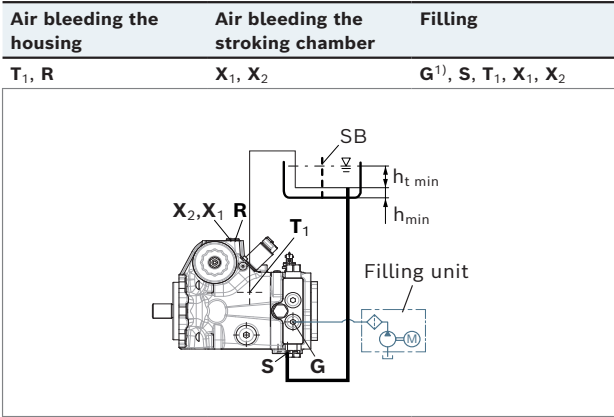 Air bleeding the housing
Air bleeding the stroking chamber
Filling
T₁, R
X₁, X₂
G¹⁾, S, T₁, X₁, X₂
SB
hₜ ₘᵢₙ
hₘᵢₙ
X₂,X₁ R
T₁
Filling unit
M
S
G